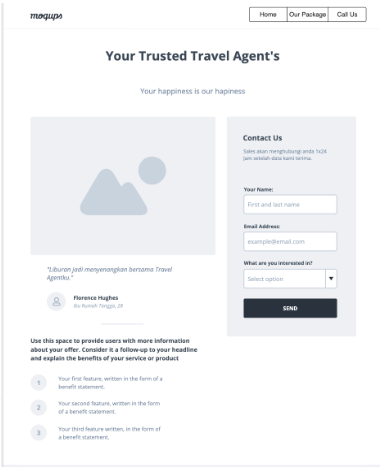 moqups
Home
Our Package
Call Us
Your Trusted Travel Agent's
Your happiness is our hapiness
Contact Us
Sales akan menghubungi anda 1x24
jam setelah data kami terima.
Your Name:
First and last name
Email Address:
example@email.com
What are you interested in?
Select option
SEND
"Liburan jadi menyenangkan bersama Travel
Agentku."
Florence Hughes
Ibu Rumah Tangga, 28
Use this space to provide users with more information
about your offer. Consider it a follow-up to your headline
and explain the benefits of your service or product
1
Your first feature, written in the form of a
benefit statement.
2
Your second feature, written in the form
of a benefit statement.
3
Your third feature written, in the form of
a benefit statement.